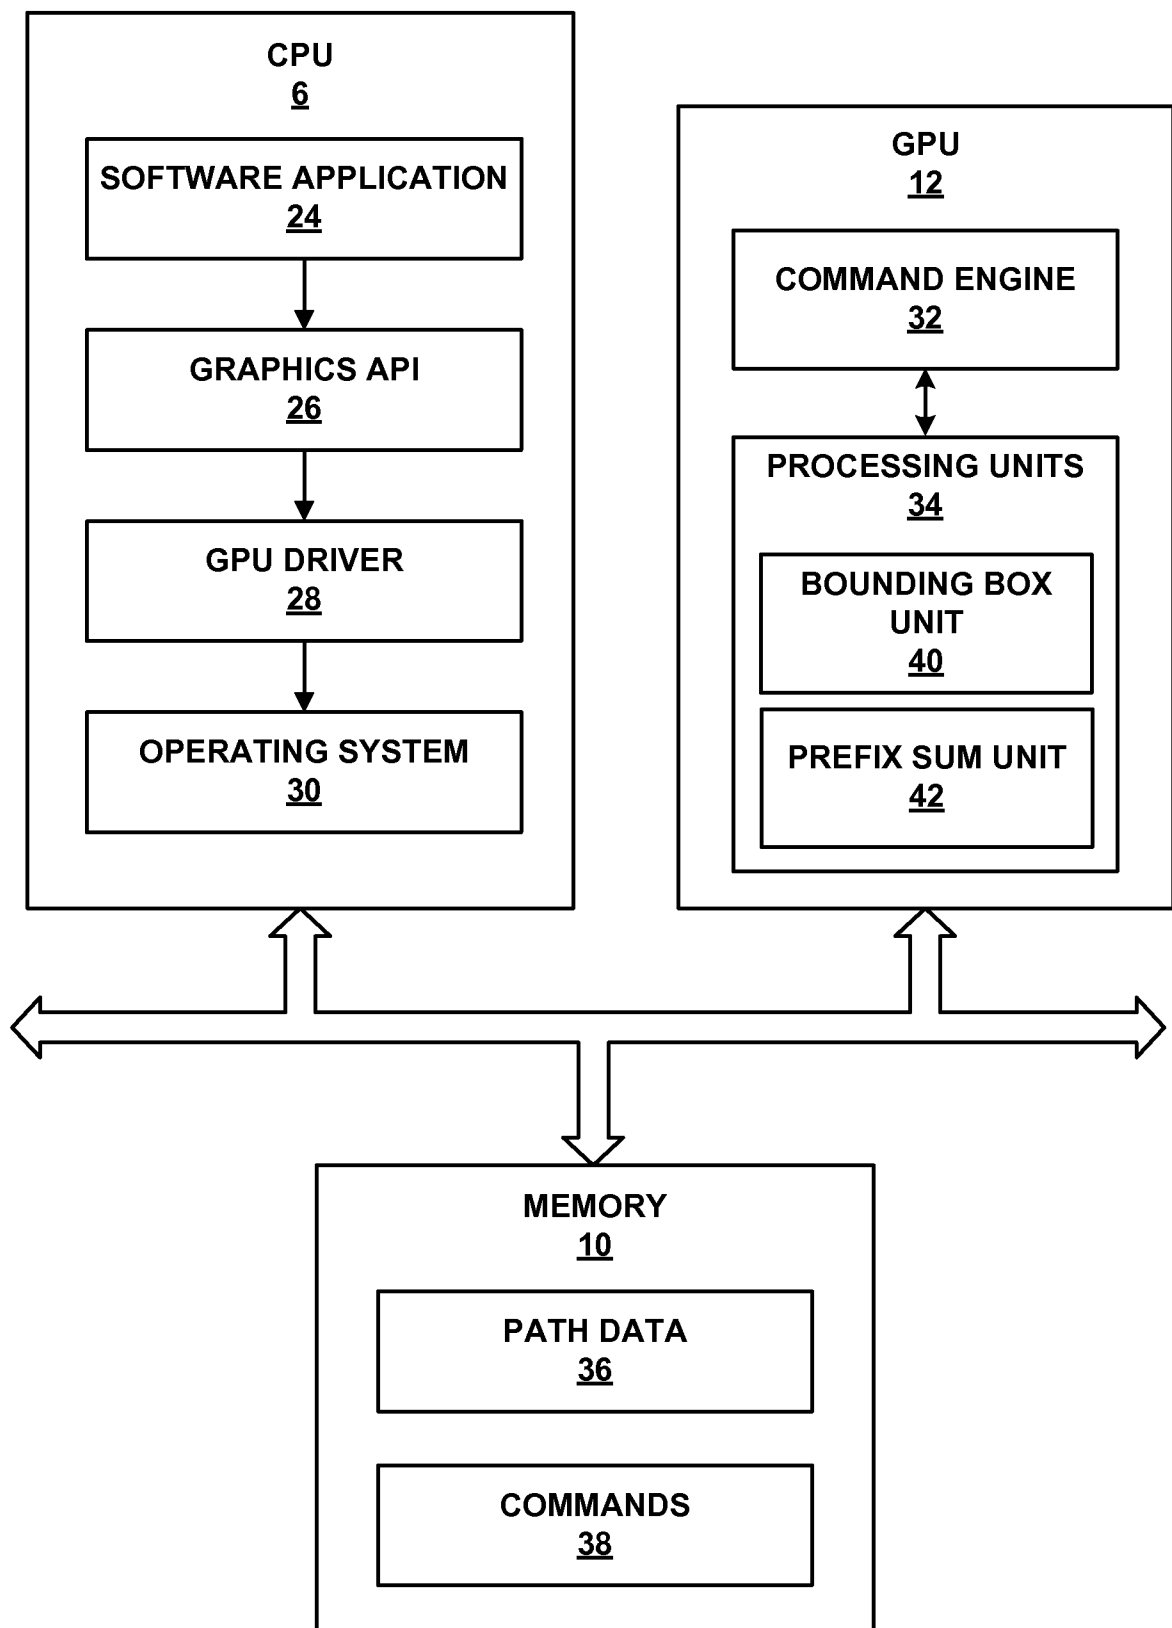 CPU
6
SOFTWARE APPLICATION
24
GRAPHICS API
26
GPU DRIVER
28
OPERATING SYSTEM
30
GPU
12
COMMAND ENGINE
32
PROCESSING UNITS
34
BOUNDING BOX
UNIT
40
PREFIX SUM UNIT
42
MEMORY
10
PATH DATA
36
COMMANDS
38